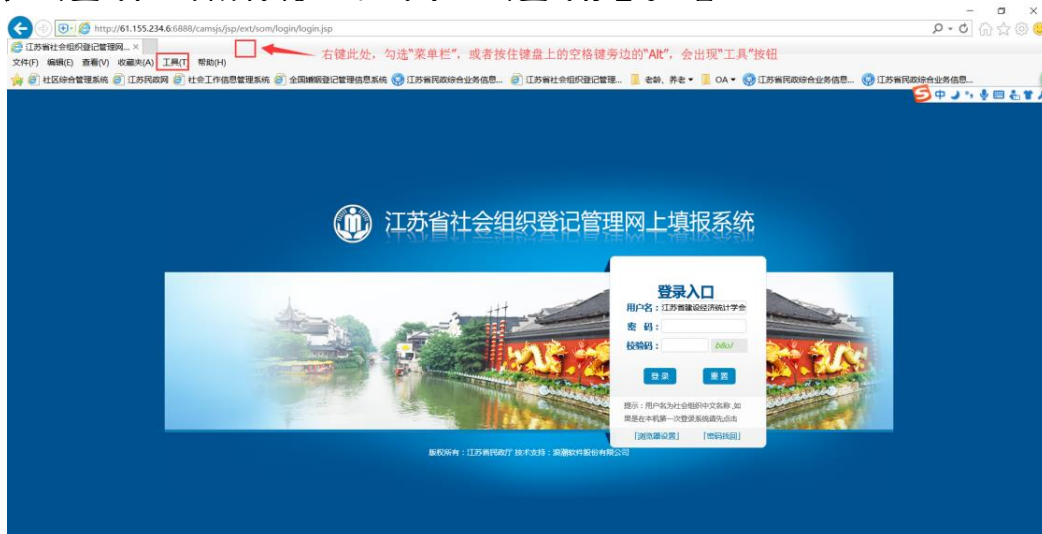 http://61.155.234.6:6888/camsjs/jsp/ext/som/login/login.jsp
江苏省社会组织登记管理网... ×
右键此处，勾选"菜单栏"，或者按住键盘上的空格键旁边的"Alt"，会出现"工具"按钮
文件(F) 编辑(E) 查看(V) 收藏夹(A) 工具(T) 帮助(H)
社区综合管理系统 江苏民政网 社会工作信息管理系统 全国婚姻登记管理信息系统 江苏省民政综合业务信息... 江苏省社会组织登记管理... 老龄、养老 OA 江苏省民政综合业务信息... 江苏省民政综合业务信息...
中
江苏省社会组织登记管理网上填报系统
登录入口
用户名：江苏省建设经济统计学会
密 码：
校验码：
登 录 重 置
提示：用户名为社会组织中文名称,如
果是在本机第一次登录系统请先点击
[浏览器设置] [密码找回]
版权所有：江苏省民政厅 技术支持：浪潮软件股份有限公司